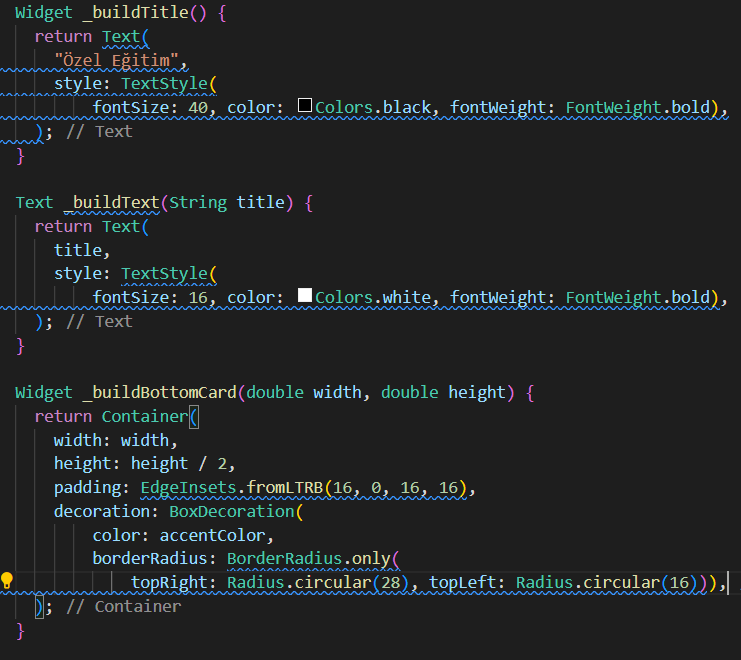 Widget _buildTitle() {
  return Text(
    "Özel Eğitim",
    style: TextStyle(
        fontSize: 40, color: Colors.black, fontWeight: FontWeight.bold),
  ); // Text
}

Text _buildText(String title) {
  return Text(
    title,
    style: TextStyle(
        fontSize: 16, color: Colors.white, fontWeight: FontWeight.bold),
  ); // Text
}

Widget _buildBottomCard(double width, double height) {
  return Container(
    width: width,
    height: height / 2,
    padding: EdgeInsets.fromLTRB(16, 0, 16, 16),
    decoration: BoxDecoration(
        color: accentColor,
        borderRadius: BorderRadius.only(
            topRight: Radius.circular(28), topLeft: Radius.circular(16))),
  ); // Container
}